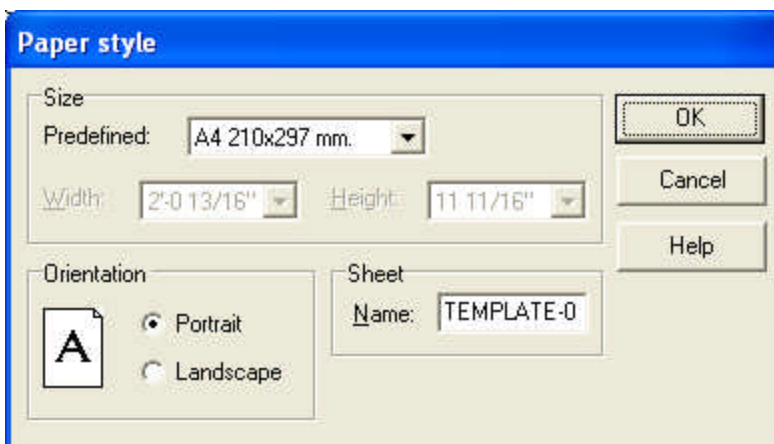 Paper style
Size
Predefined: A4 210x297 mm.
OK
Width: 2'-0 13/16" Height: 11 11/16"
Cancel
Help
Orientation
Portrait
Landscape
A
Sheet
Name: TEMPLATE-0